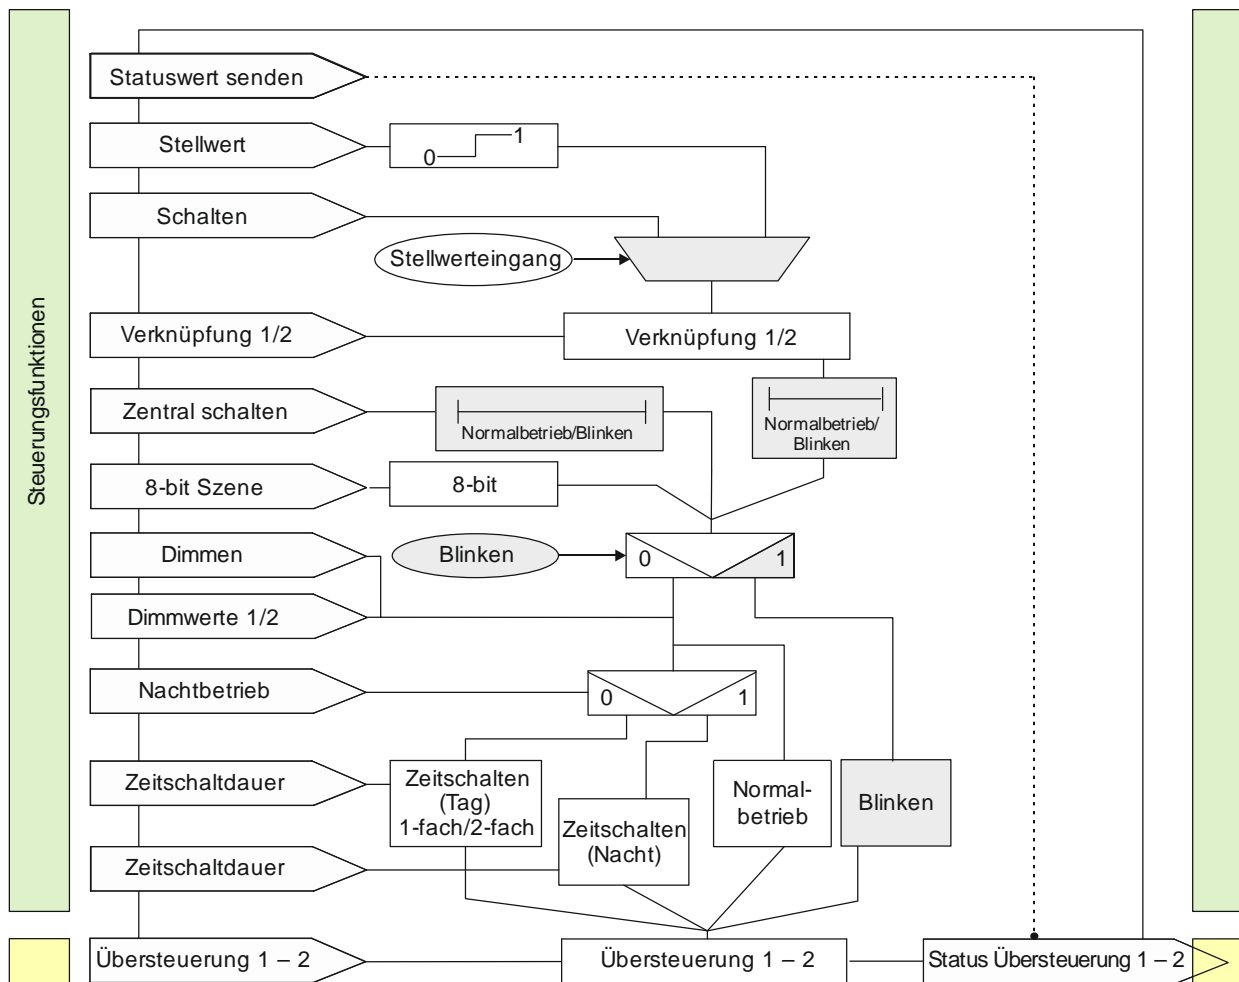 Steuerungsfunktionen
Statuswert senden
Stellwert
0
1
Schalten
Stellwerteingang
Verknüpfung 1/2
Verknüpfung 1/2
Zentral schalten
Normalbetrieb/Blinken
Normalbetrieb/
Blinken
8-bit Szene
8-bit
Dimmen
Blinken
0
1
Dimmwerte 1/2
Nachtbetrieb
0
1
Zeitschaltdauer
Zeitschalten
(Tag)
1-fach/2-fach
Zeitschalten
(Nacht)
Normal-
betrieb
Blinken
Zeitschaltdauer
Übersteuerung 1 – 2
Übersteuerung 1 – 2
Status Übersteuerung 1 – 2